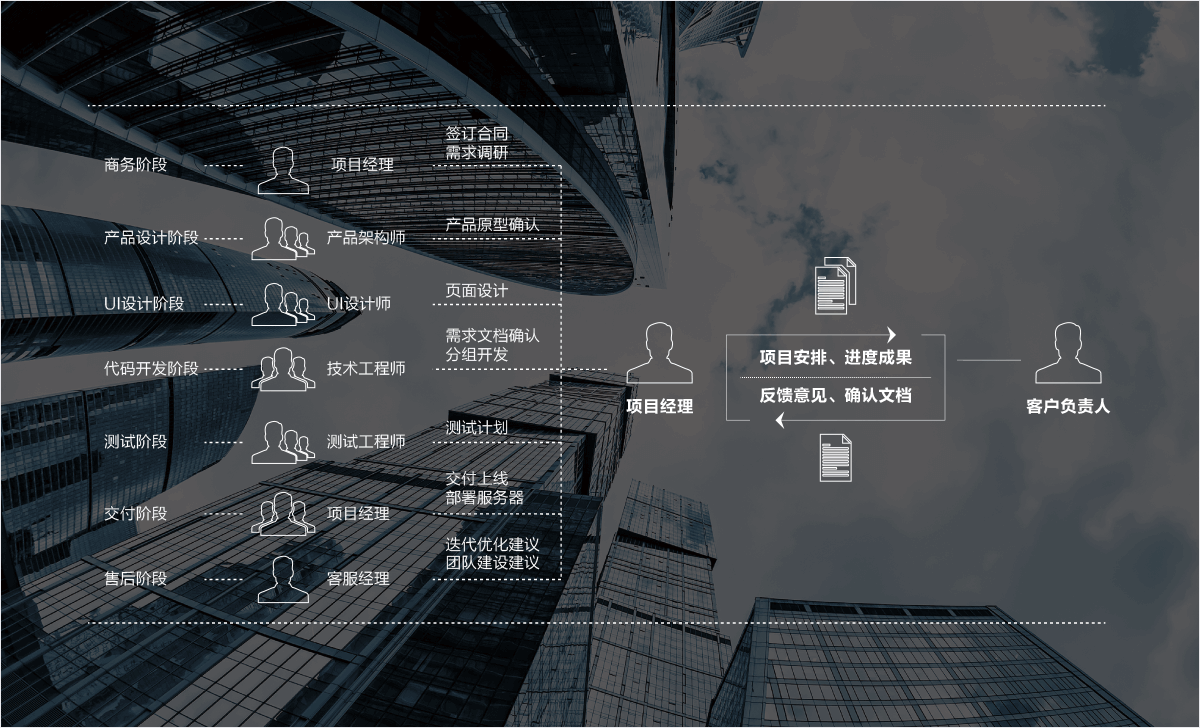 商务阶段
项目经理
签订合同
需求调研
产品设计阶段
产品架构师
产品原型确认
UI设计阶段
UI设计师
页面设计
代码开发阶段
技术工程师
需求文档确认
分组开发
测试阶段
测试工程师
测试计划
交付阶段
项目经理
交付上线
部署服务器
售后阶段
客服经理
迭代优化建议
团队建设建议
项目经理
项目安排、进度成果
反馈意见、确认文档
客户负责人